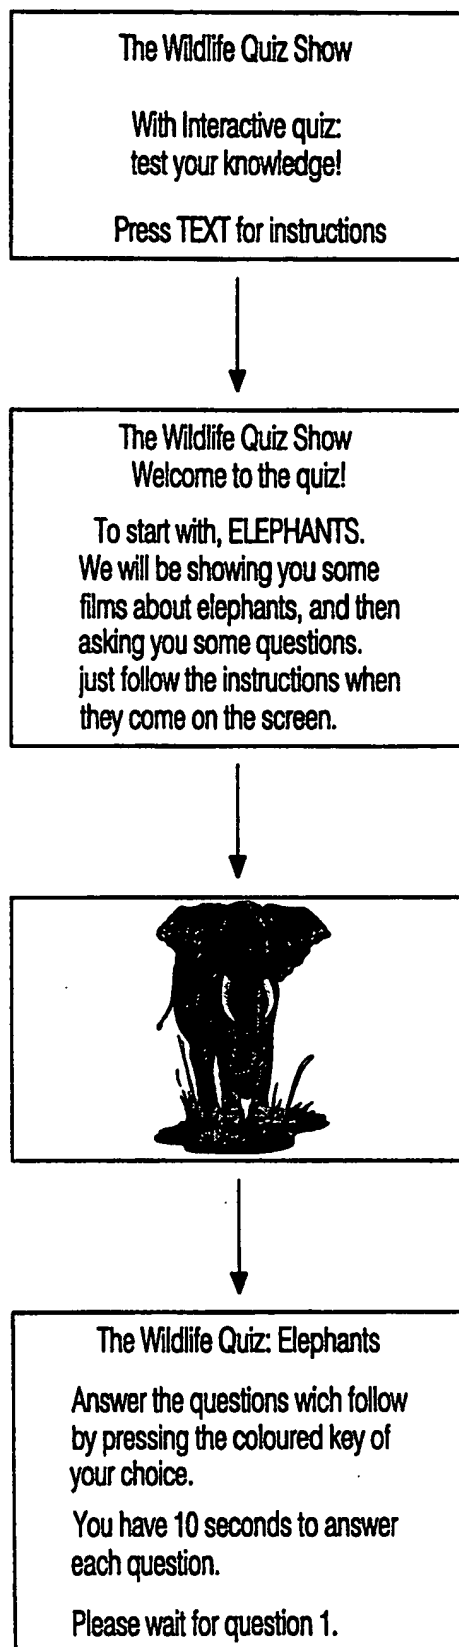 The Wildlife Quiz Show
With Interactive quiz:
test your knowledge!
Press TEXT for instructions
The Wildlife Quiz Show
Welcome to the quiz!
To start with, ELEPHANTS.
We will be showing you some
films about elephants, and then
asking you some questions.
just follow the instructions when
they come on the screen.
The Wildlife Quiz: Elephants
Answer the questions wich follow
by pressing the coloured key of
your choice.
You have 10 seconds to answer
each question.
Please wait for question 1.